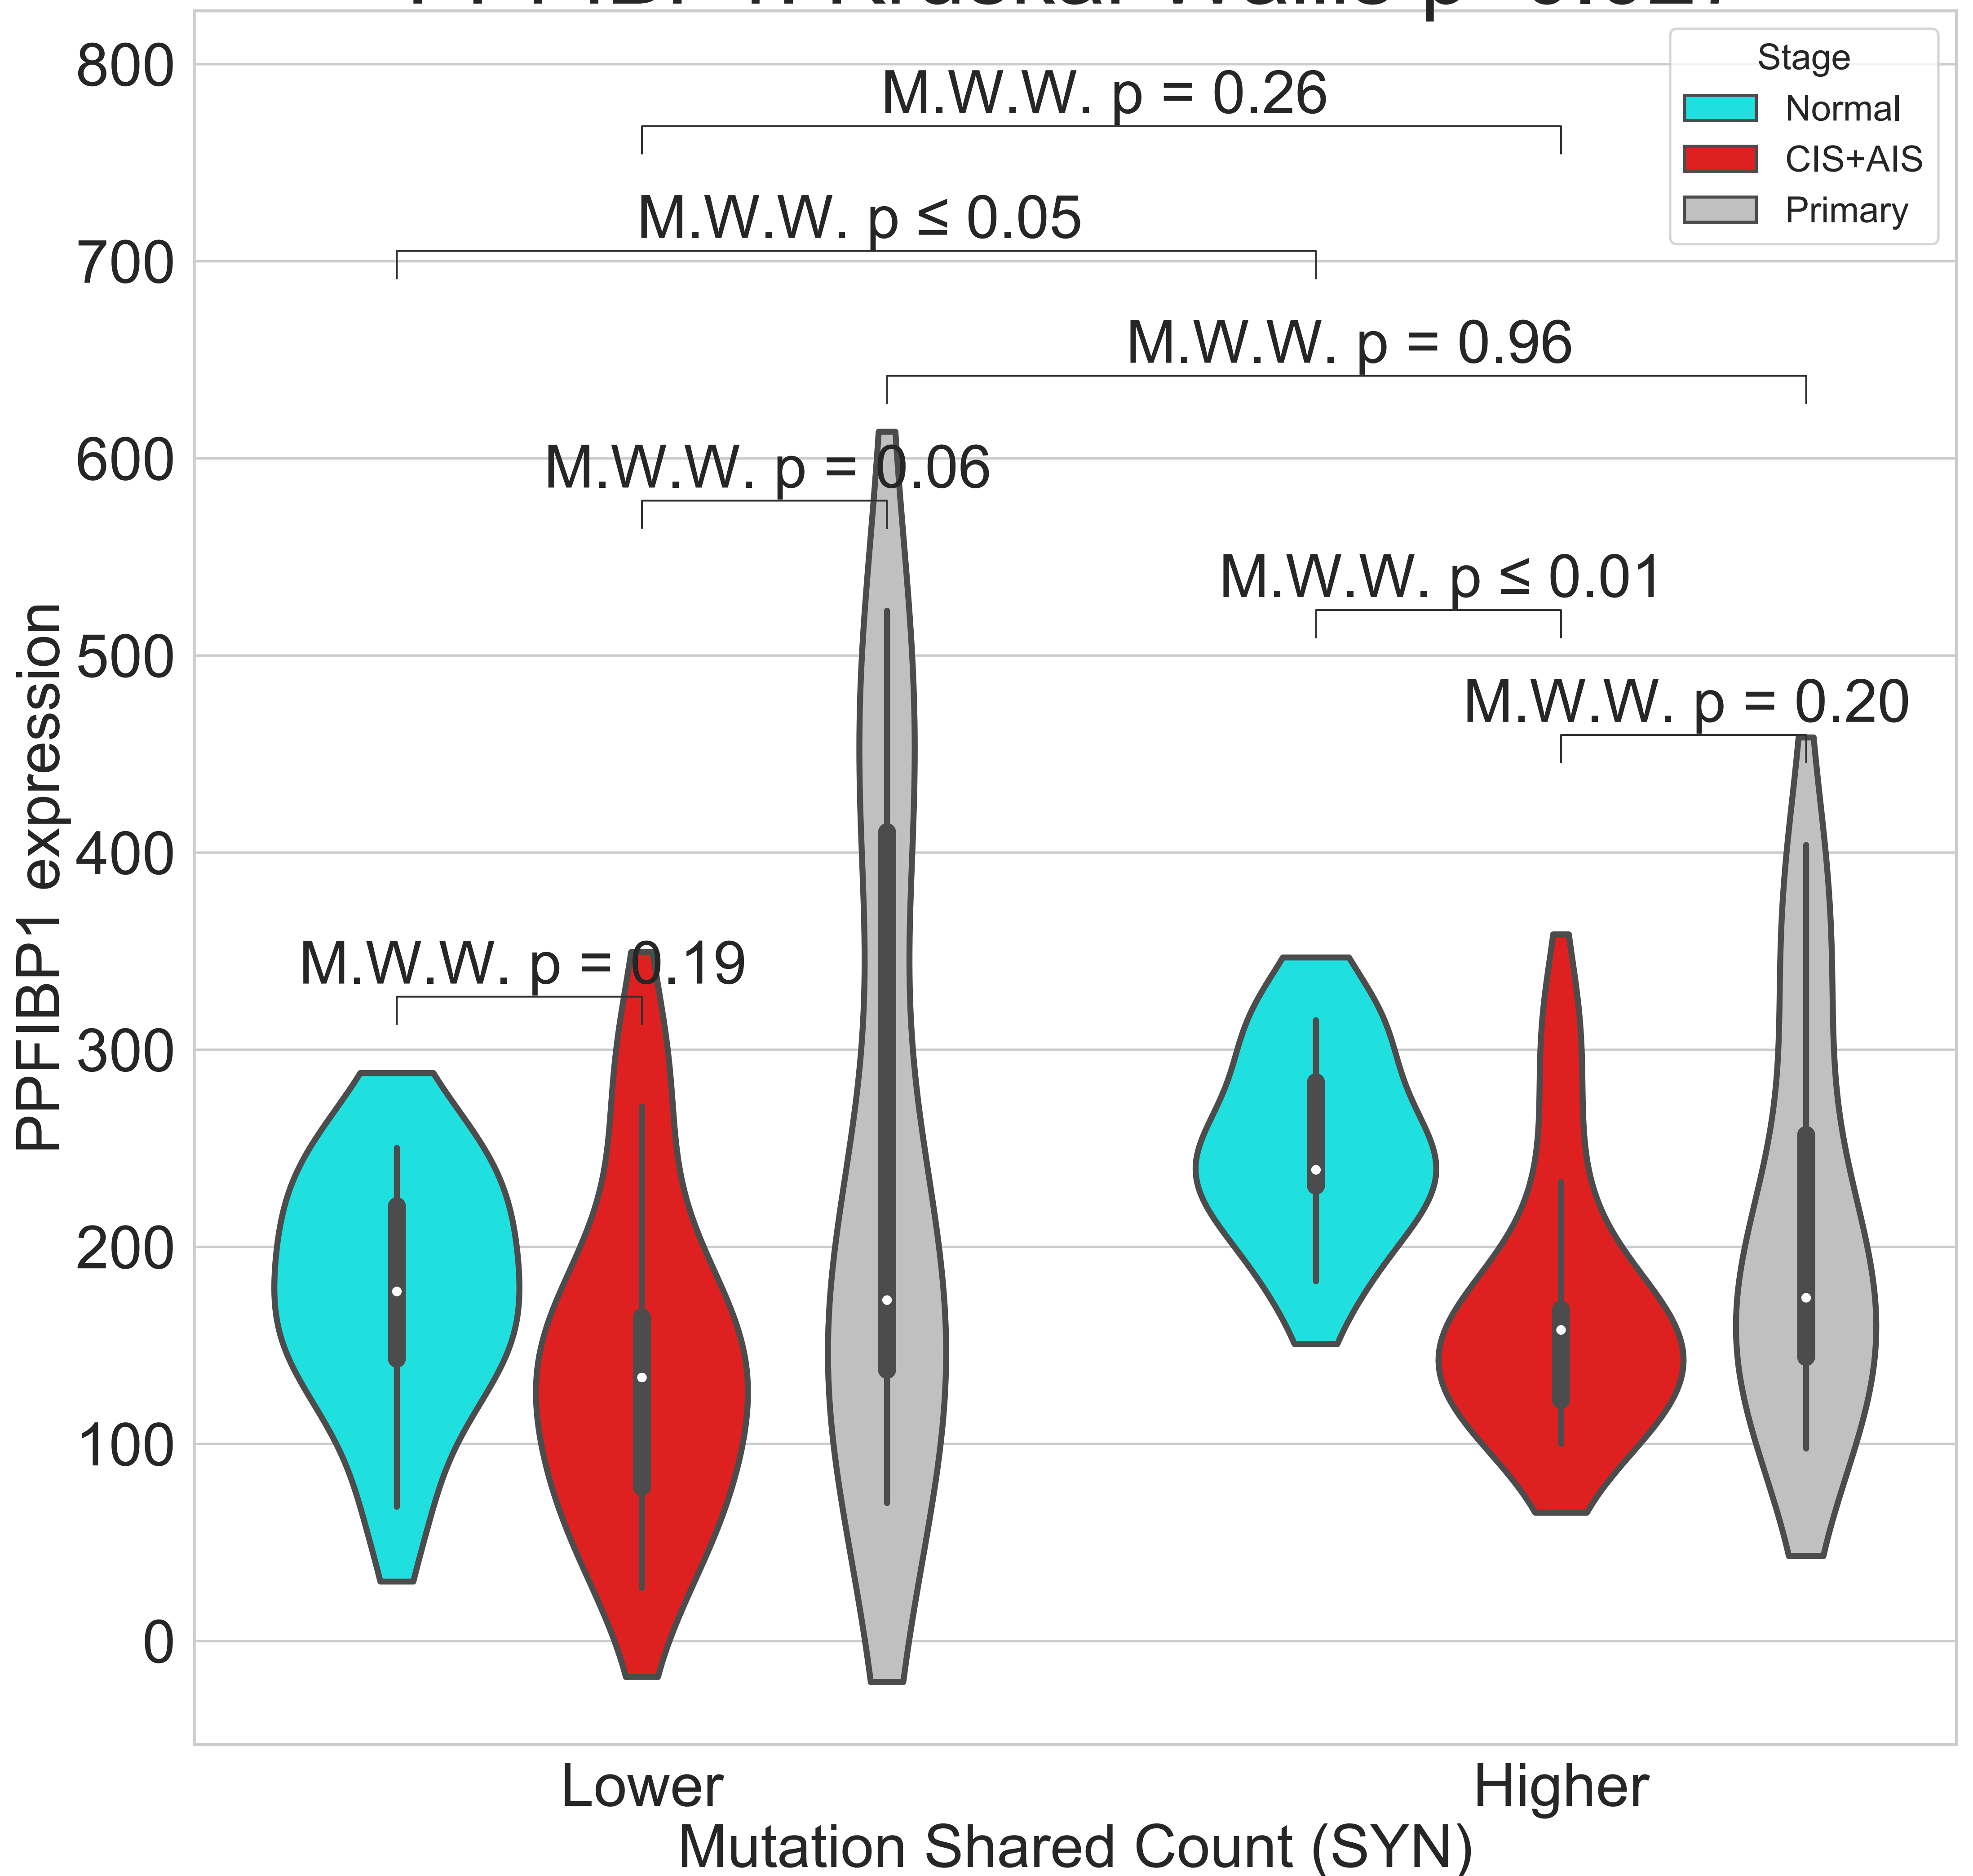 Stage
Normal
CIS+AIS
Primary
M.W.W. p = 0.26
M.W.W. p ≤ 0.05
M.W.W. p = 0.96
M.W.W. p = 0.06
M.W.W. p ≤ 0.01
M.W.W. p = 0.20
M.W.W. p = 0.19
800
700
600
500
400
300
200
100
0
PPFIBP1 expression
Lower
Higher
Mutation Shared Count (SYN)